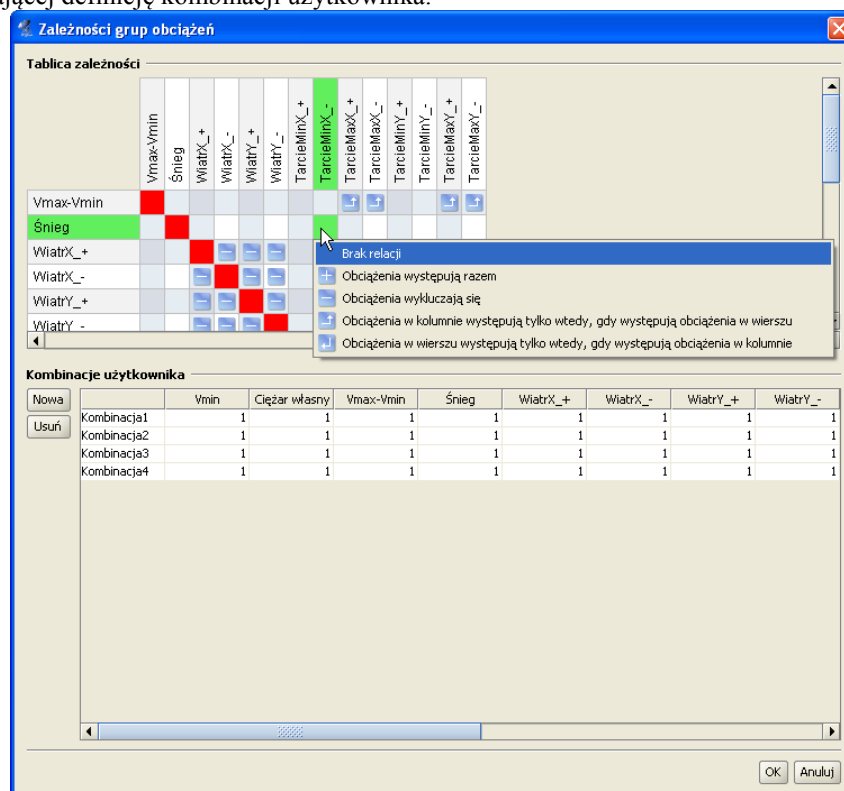 ającej definicję kombinacji użytkownika.
Zależności grup obciążeń
Tablica zależności
Vmax-Vmin
Śnieg
WiatrX_+
WiatrX_-
WiatrY_+
WiatrY_-
TarcieMinX_+
TarcieMinX_-
TarcieMaxX_+
TarcieMaxX_-
TarcieMinY_+
TarcieMinY_-
TarcieMaxY_+
TarcieMaxY_-
Vmax-Vmin
Śnieg
WiatrX_+
WiatrX_-
WiatrY_+
WiatrY_-
Brak relacji
Obciążenia występują razem
Obciążenia wykluczają się
Obciążenia w kolumnie występują tylko wtedy, gdy występują obciążenia w wierszu
Obciążenia w wierszu występują tylko wtedy, gdy występują obciążenia w kolumnie
Kombinacje użytkownika
Nowa
Usuń
Vmin Ciężar własny Vmax-Vmin Śnieg WiatrX_+ WiatrX_- WiatrY_+ WiatrY_-
Kombinacja1 1 1 1 1 1 1 1 1
Kombinacja2 1 1 1 1 1 1 1 1
Kombinacja3 1 1 1 1 1 1 1 1
Kombinacja4 1 1 1 1 1 1 1 1
OK Anuluj